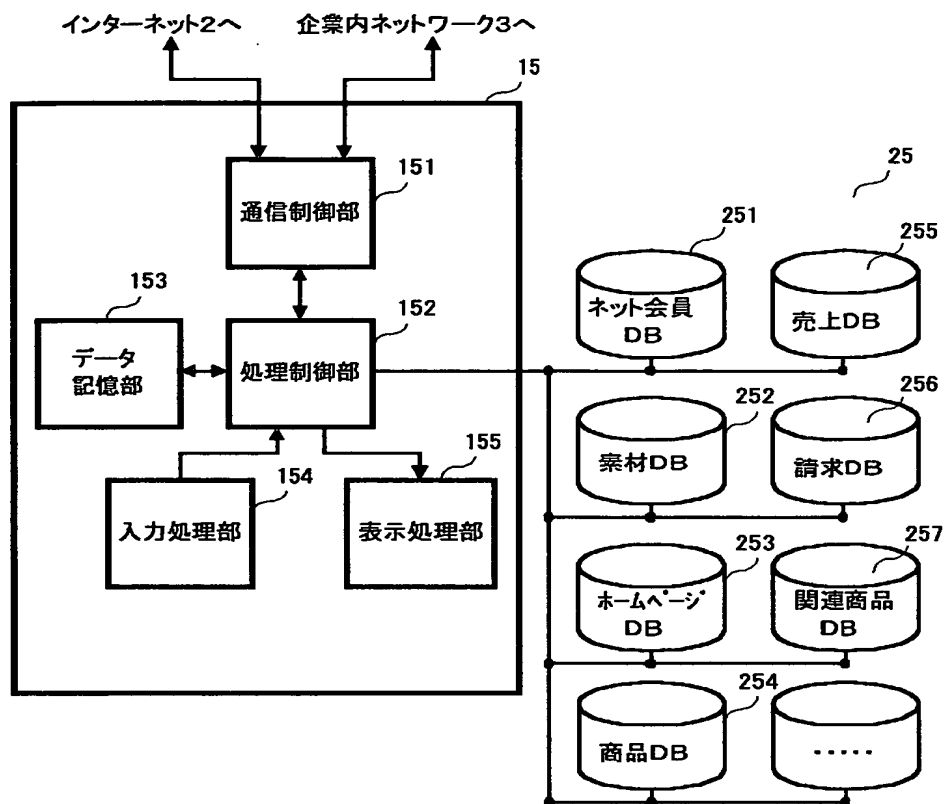 インターネット2へ
企業内ネットワーク3へ
15
151
通信制御部
25
251
255
ネット会員
DB
売上DB
153
152
データ
記憶部
処理制御部
252
256
素材DB
請求DB
154
155
入力処理部
表示処理部
253
257
ホームページ
DB
関連商品
DB
254
商品DB
.....